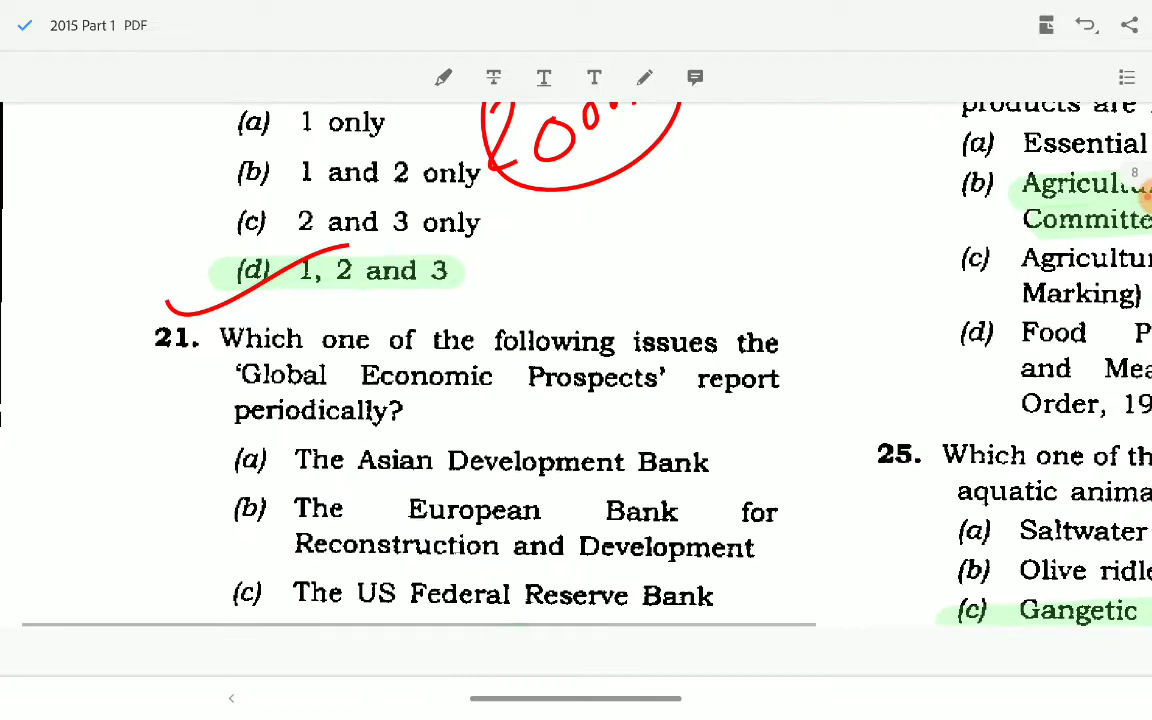 2015 Part 1 PDF
(a) 1 only
(b) 1 and 2 only
(c) 2 and 3 only
(d) 1, 2 and 3
21. Which one of the following issues the
‘Global Economic Prospects’ report
periodically?
(a) The Asian Development Bank
(b) The European Bank for
Reconstruction and Development
(c) The US Federal Reserve Bank
products are
(a) Essential
8
(b)
Committe
(c) Agricultu
Marking)
(d) Food P
and Mea
Order, 19
25. Which one of th
aquatic anima
(a) Saltwater
(b) Olive ridle
(c) Gangetic